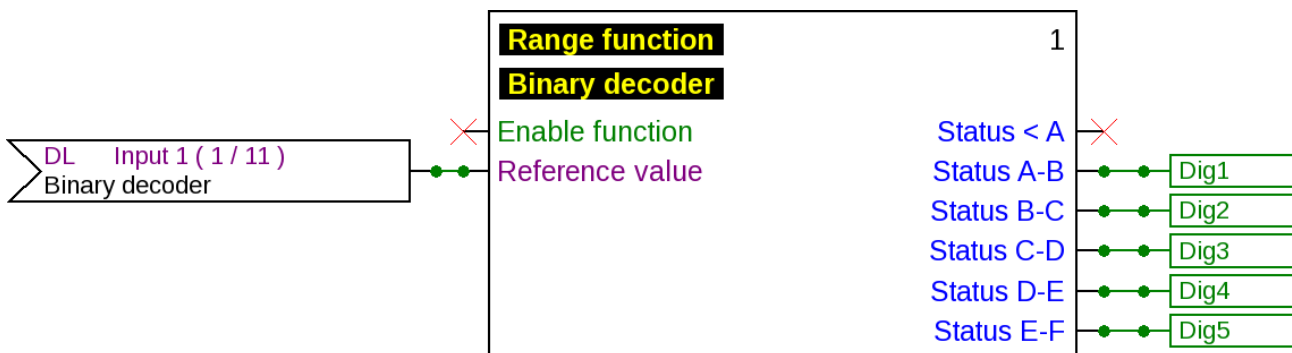 Range function 1
Binary decoder
Enable function Status < A
DL Input 1 ( 1 / 11 )
Binary decoder
Reference value Status A-B Dig1
Status B-C Dig2
Status C-D Dig3
Status D-E Dig4
Status E-F Dig5